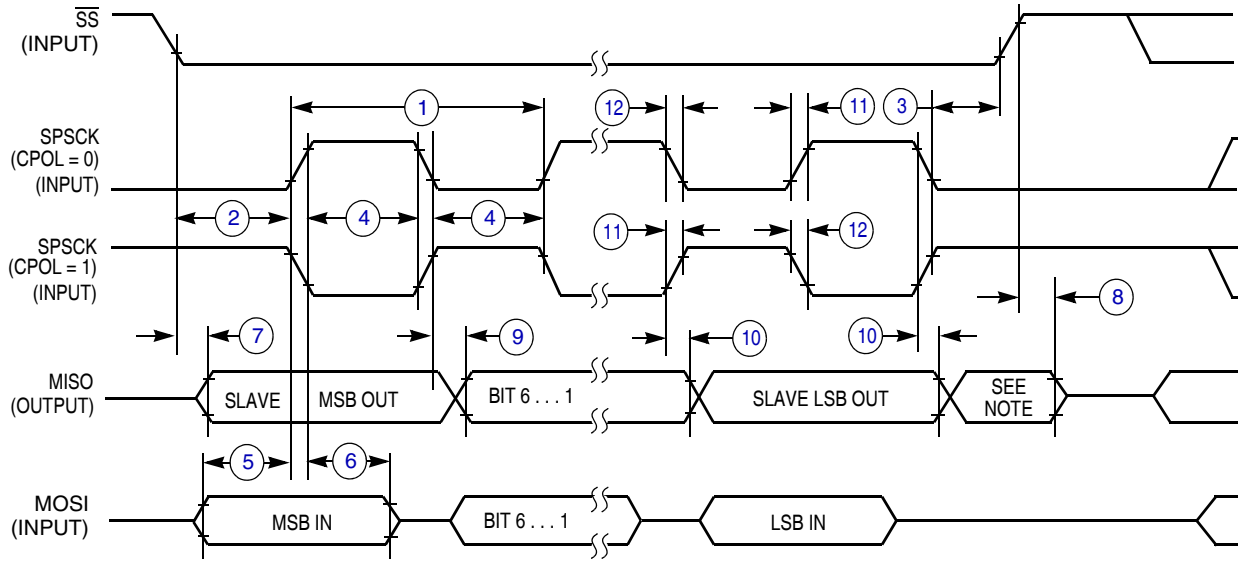 SS
(INPUT)
1
12
11
3
SPSCK
(CPOL = 0)
(INPUT)
2
4
4
11
12
SPSCK
(CPOL = 1)
(INPUT)
7
9
10
10
8
MISO
(OUTPUT)
SLAVE
MSB OUT
BIT 6 . . . 1
SLAVE LSB OUT
SEE
NOTE
5
6
MOSI
(INPUT)
MSB IN
BIT 6 . . . 1
LSB IN